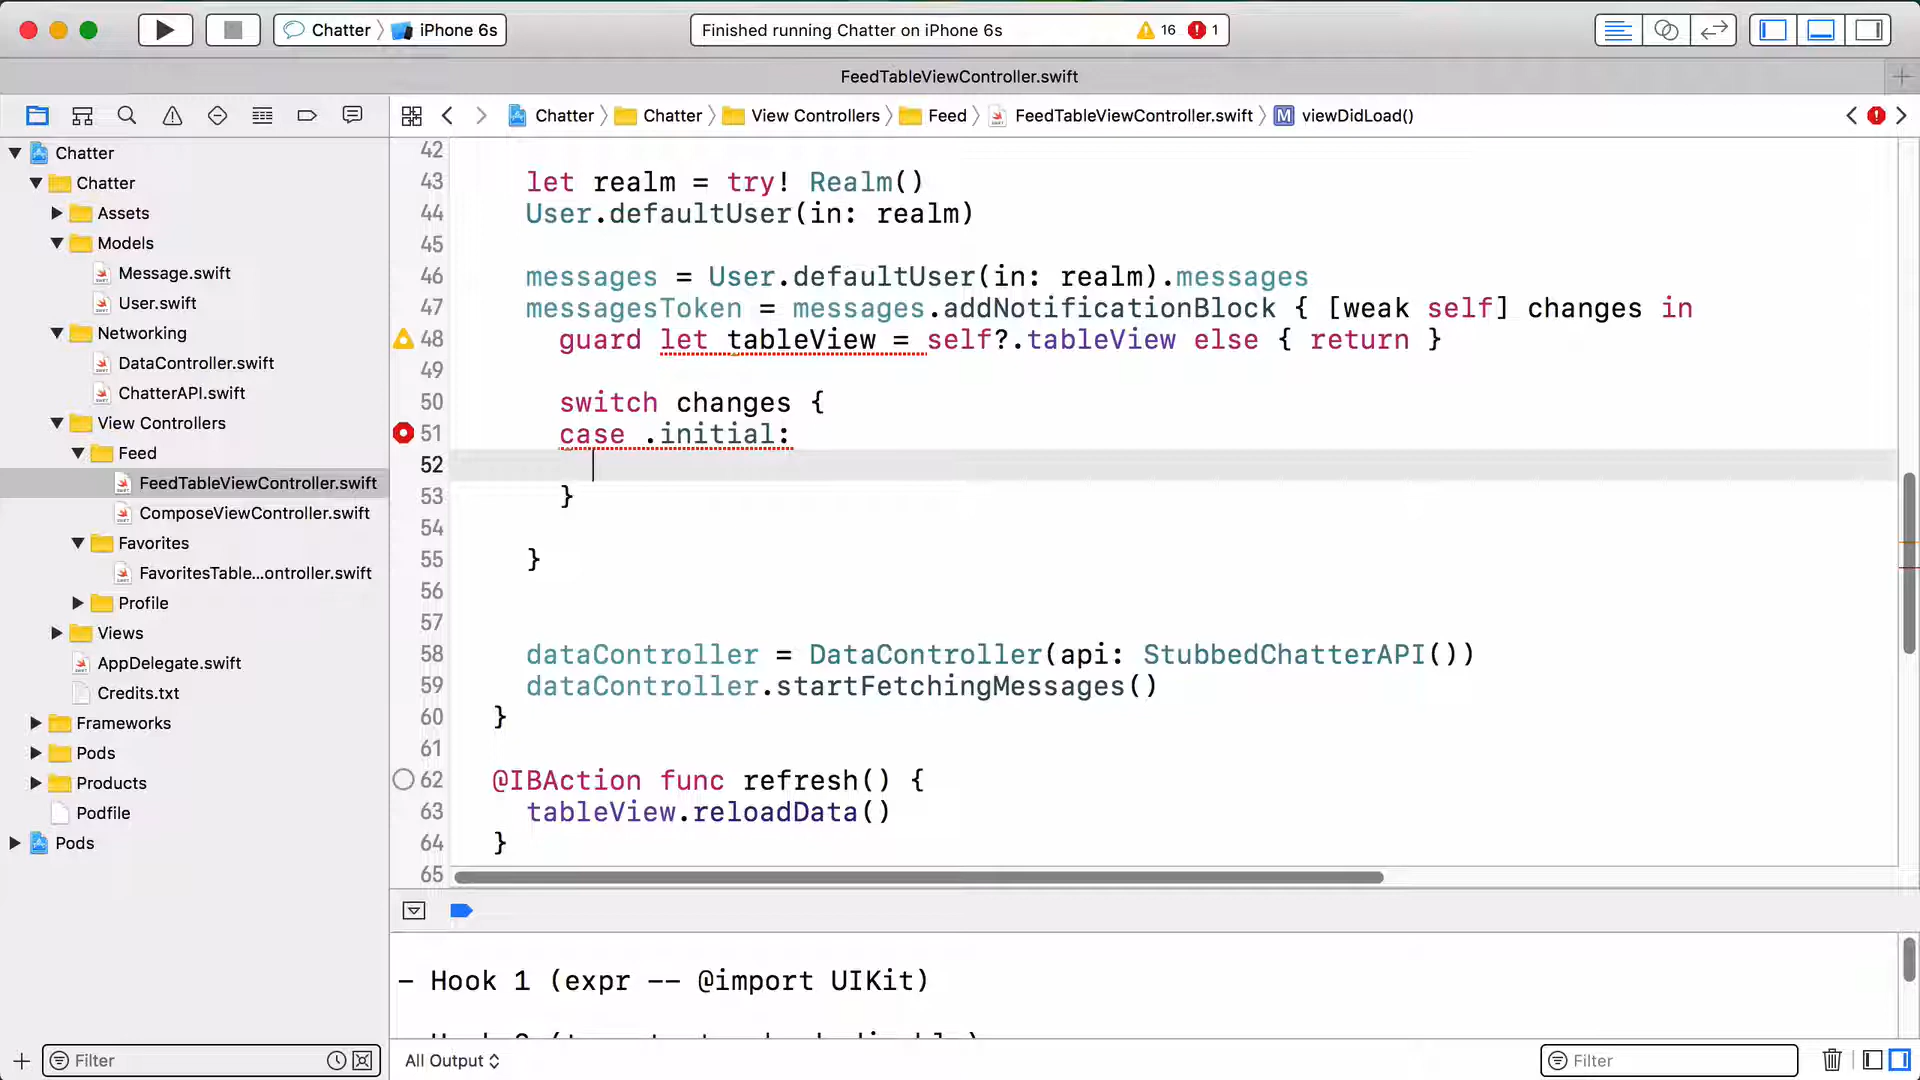 Chatter
iPhone 6s
Finished running Chatter on iPhone 6s
16
1
FeedTableViewController.swift
Chatter
Chatter
View Controllers
Feed
FeedTableViewController.swift
M
viewDidLoad()
Chatter
Chatter
Assets
Models
Message.swift
User.swift
Networking
DataController.swift
ChatterAPI.swift
View Controllers
Feed
FeedTableViewController.swift
ComposeViewController.swift
Favorites
FavoritesTable...ontroller.swift
Profile
Views
AppDelegate.swift
Credits.txt
Frameworks
Pods
Products
Podfile
Pods
Filter
42
43 let realm = try! Realm()
44 User.defaultUser(in: realm)
45
46 messages = User.defaultUser(in: realm).messages
47 messagesToken = messages.addNotificationBlock { [weak self] changes in
48 guard let tableView = self?.tableView else { return }
49
50 switch changes {
51 case .initial:
52
53 }
54
55 }
56
57
58 dataController = DataController(api: StubbedChatterAPI())
59 dataController.startFetchingMessages()
60 }
61
62 @IBAction func refresh() {
63 tableView.reloadData()
64 }
65
– Hook 1 (expr -- @import UIKit)
All Output
Filter